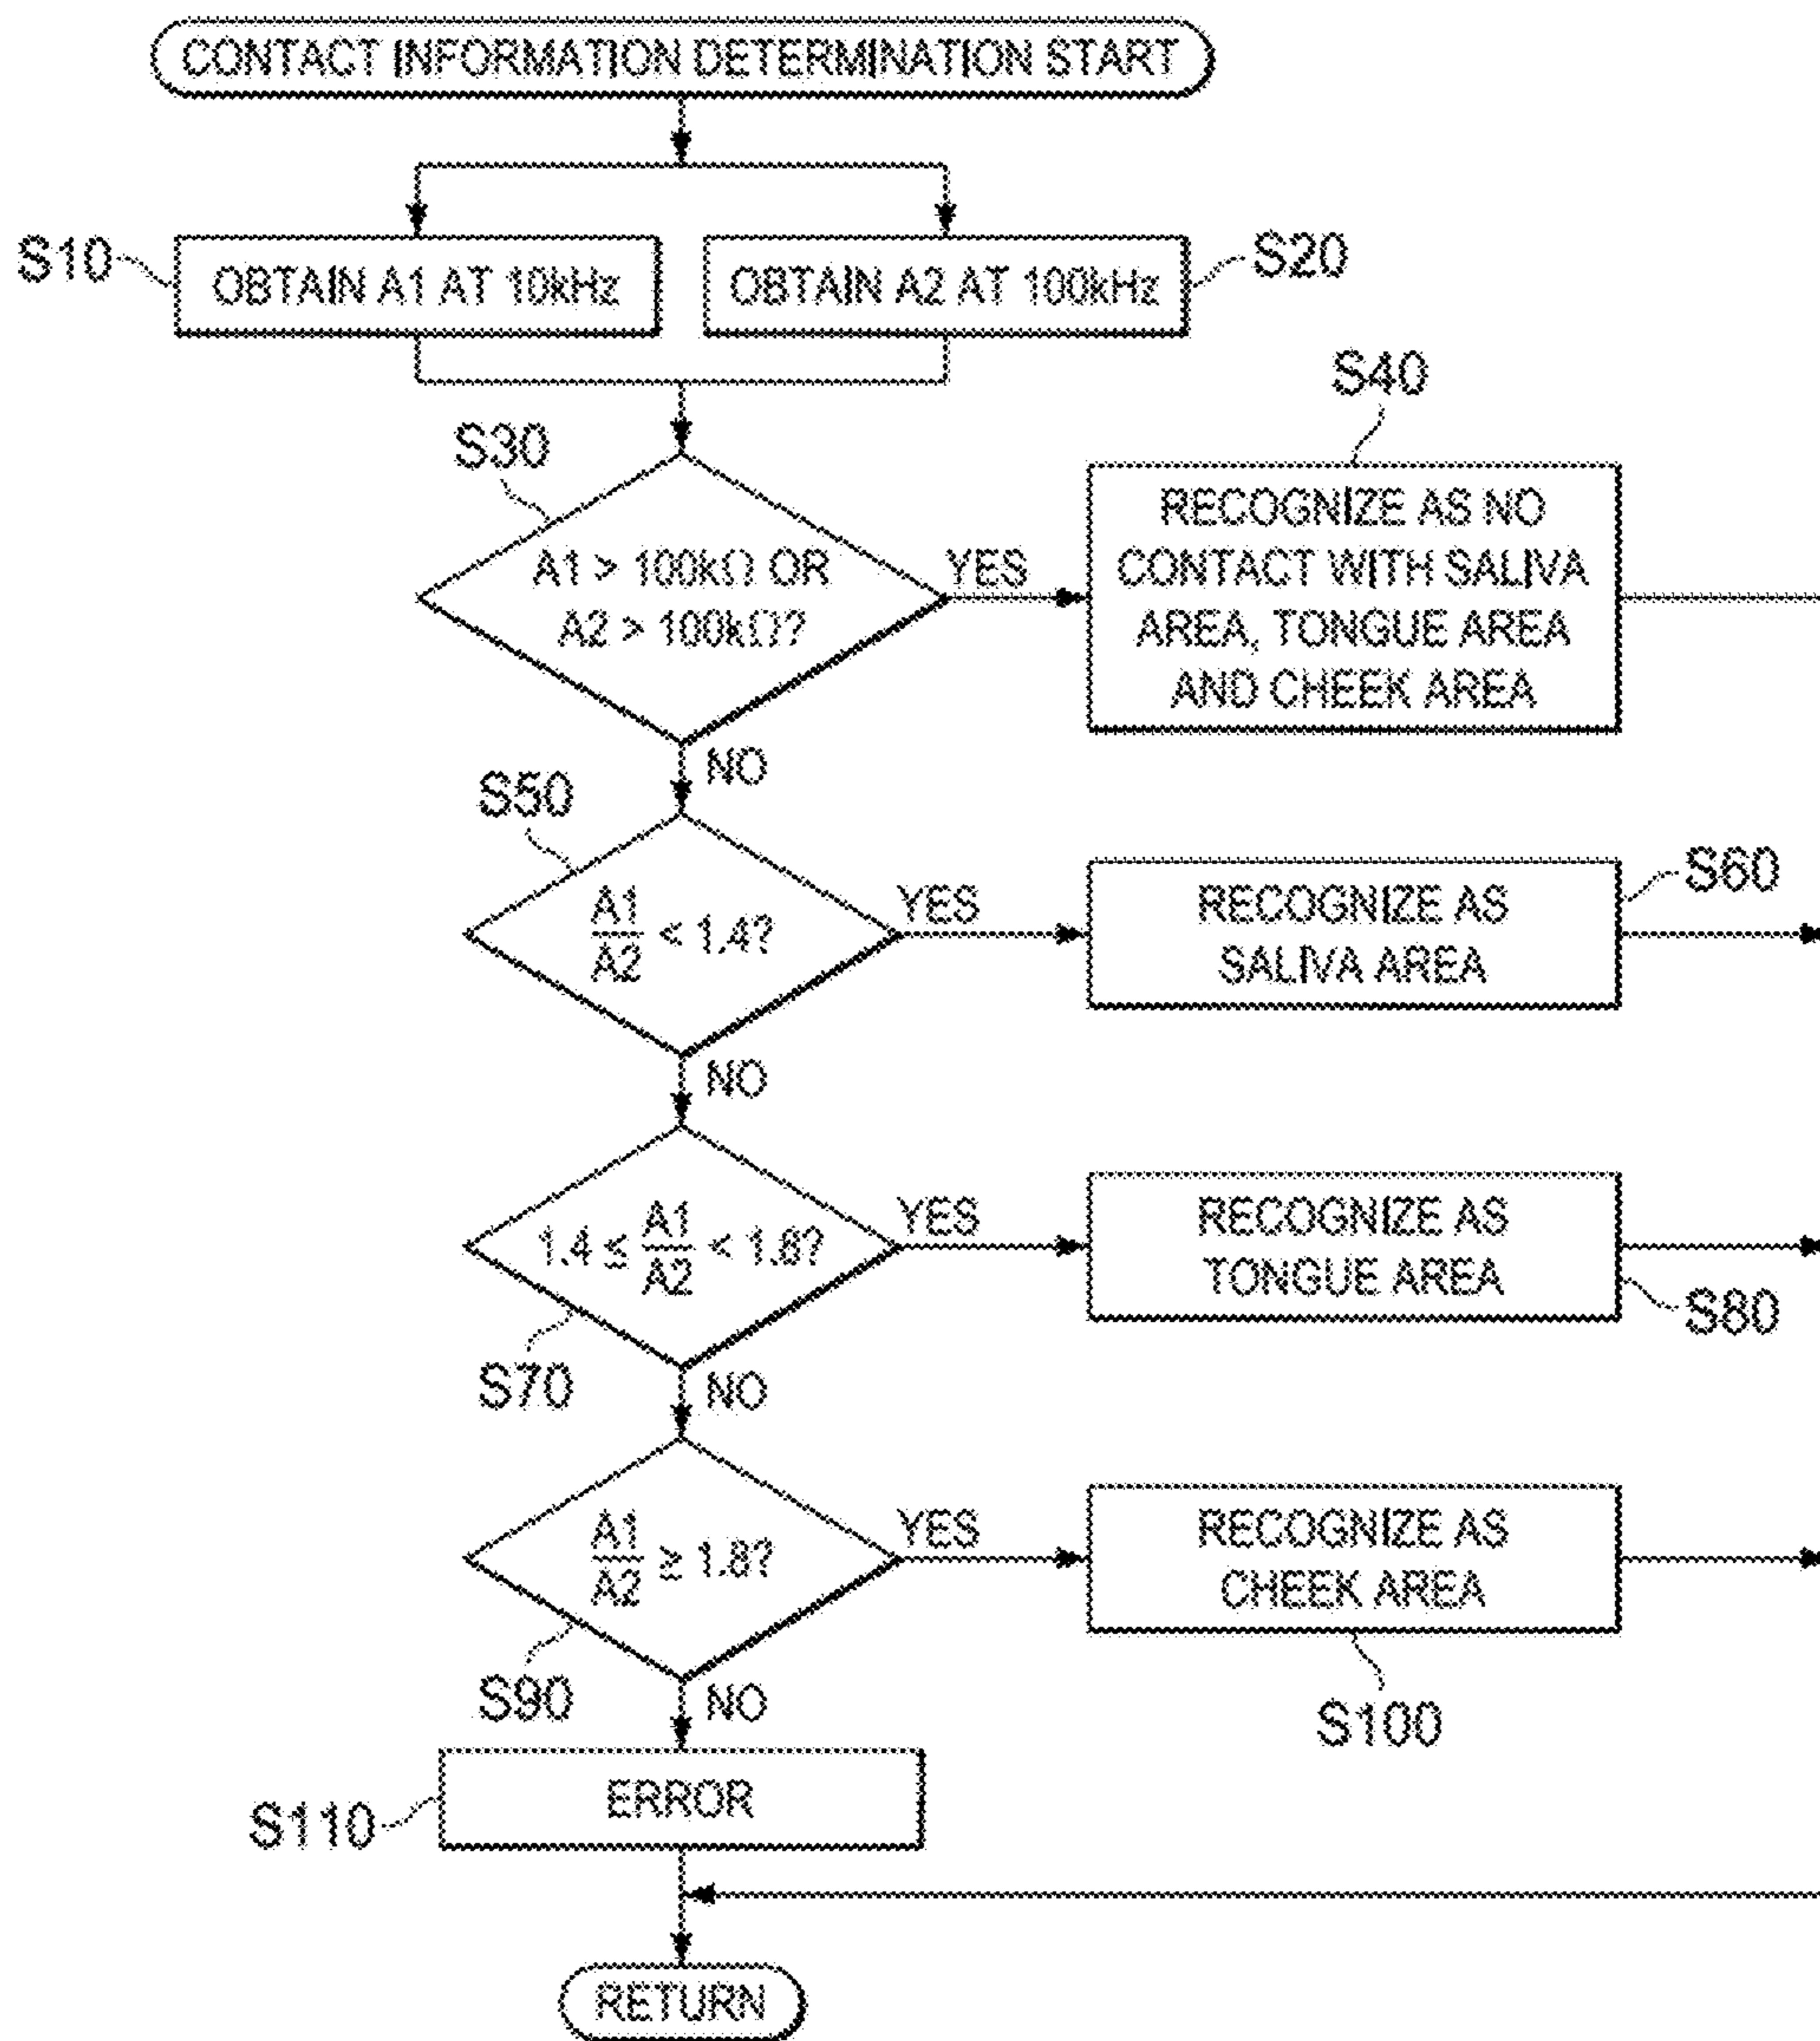 CONTACT INFORMATION DETERMINATION START
S10
OBTAIN A1 AT 10kHz
OBTAIN A2 AT 100kHz
S20
S30
A1 > 100kΩ OR
A2 > 100kΩ?
YES
NO
S40
RECOGNIZE AS NO
CONTACT WITH SALIVA
AREA, TONGUE AREA
AND CHEEK AREA
S50
A1
A2
< 1.4?
YES
NO
RECOGNIZE AS
SALIVA AREA
S60
1.4 ≤
A1
A2
< 1.8?
YES
NO
S70
RECOGNIZE AS
TONGUE AREA
S80
A1
A2
≥ 1.8?
YES
NO
S90
RECOGNIZE AS
CHEEK AREA
S100
ERROR
S110
RETURN